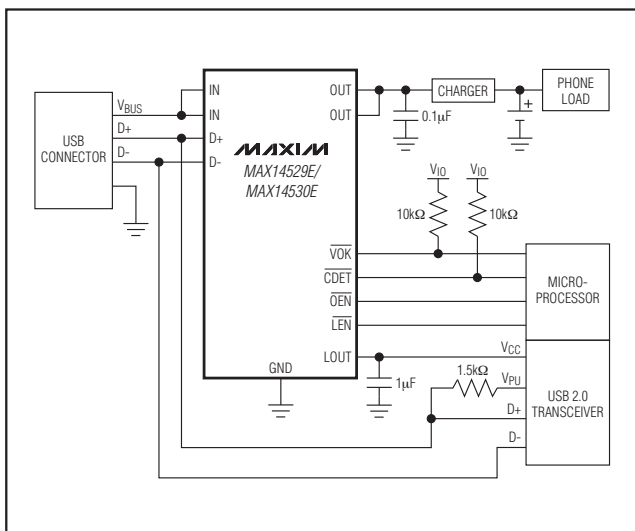 USB
CONNECTOR
VBUS
D+
D-
IN
IN
D+
D-
MAXIM
MAX14529E/
MAX14530E
GND
OUT
OUT
VOK
CDET
OEN
LEN
LOUT
0.1μF
CHARGER
+
PHONE
LOAD
VIO
VIO
10kΩ
10kΩ
MICRO-
PROCESSOR
1μF
1.5kΩ
VCC
VPU
D+
D-
USB 2.0
TRANSCEIVER